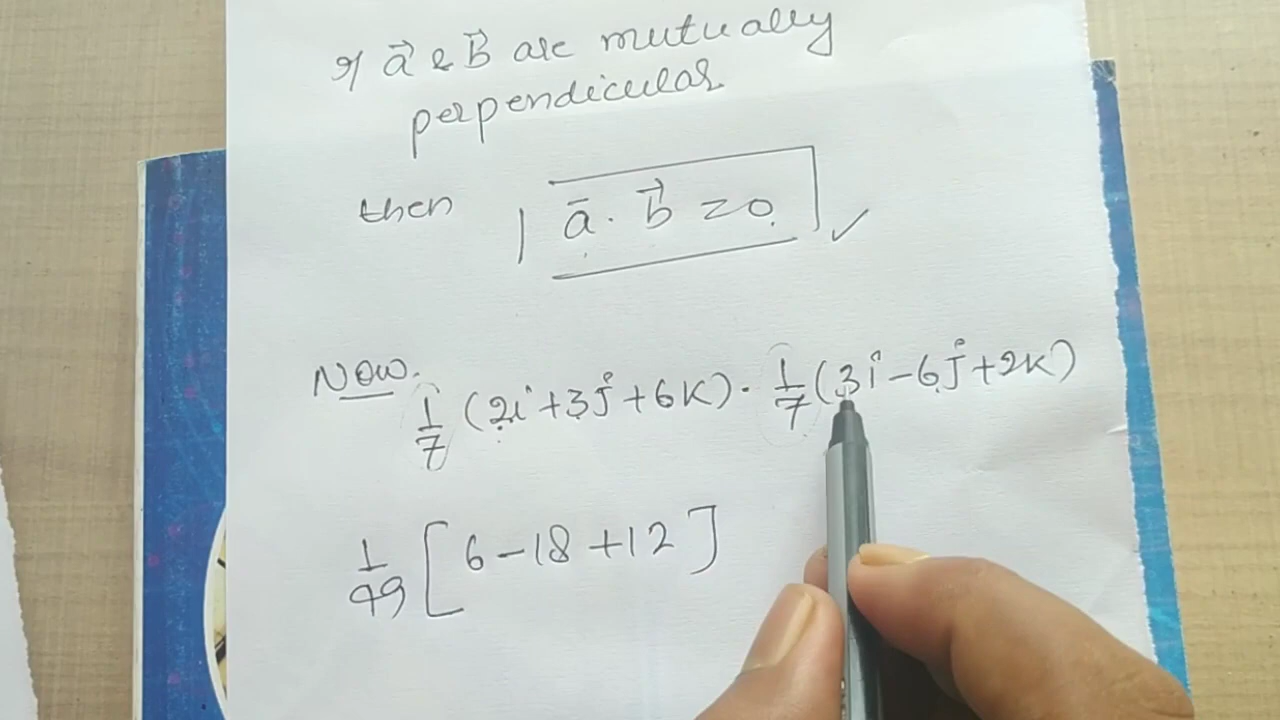 If a⃗ & b⃗ are mutually
perpendicular
then a̅ . b⃗ = 0 ✓
Now.
1/7 (2i + 3j + 6k) · 1/7 (3i - 6j + 2k)
1/49 [6 - 18 + 12]